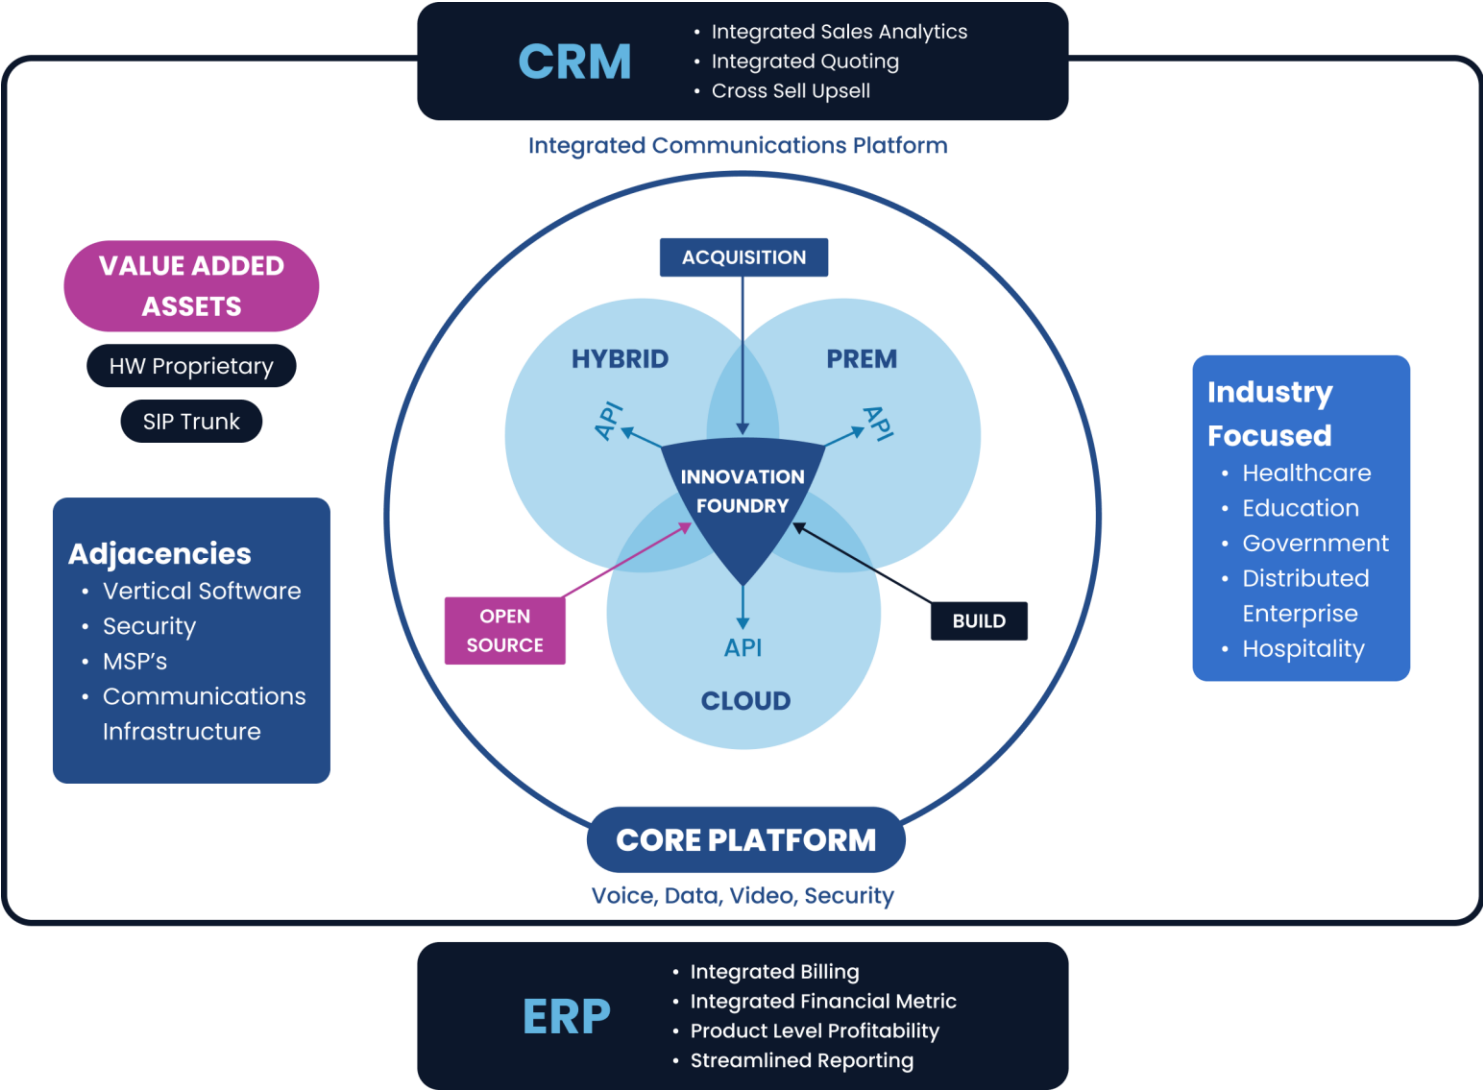 CRM
• Integrated Sales Analytics
• Integrated Quoting
• Cross Sell Upsell
Integrated Communications Platform
VALUE ADDED
ASSETS
HW Proprietary
SIP Trunk
Adjacencies
• Vertical Software
• Security
• MSP’s
• Communications
Infrastructure
ACQUISITION
HYBRID
PREM
API
API
INNOVATION
FOUNDRY
OPEN
SOURCE
BUILD
API
CLOUD
CORE PLATFORM
Voice, Data, Video, Security
Industry
Focused
• Healthcare
• Education
• Government
• Distributed
Enterprise
• Hospitality
ERP
• Integrated Billing
• Integrated Financial Metric
• Product Level Profitability
• Streamlined Reporting